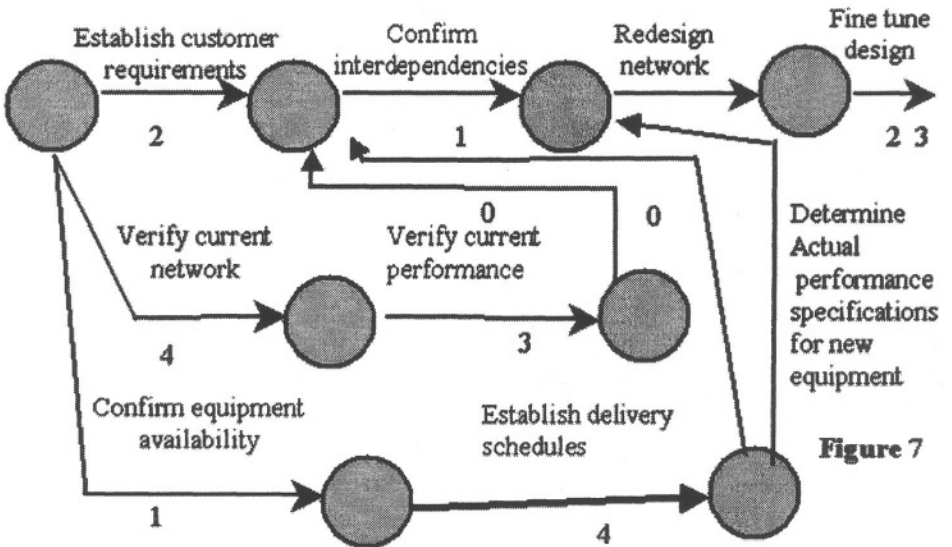 Establish customer
requirements
2
Confirm
interdependencies
1
Redesign
network
Fine tune
design
2 3
0
0
Verify current
network
4
Verify current
performance
3
Determine
Actual
performance
specifications
for new
equipment
Confirm equipment
availability
1
Establish delivery
schedules
4
Figure 7